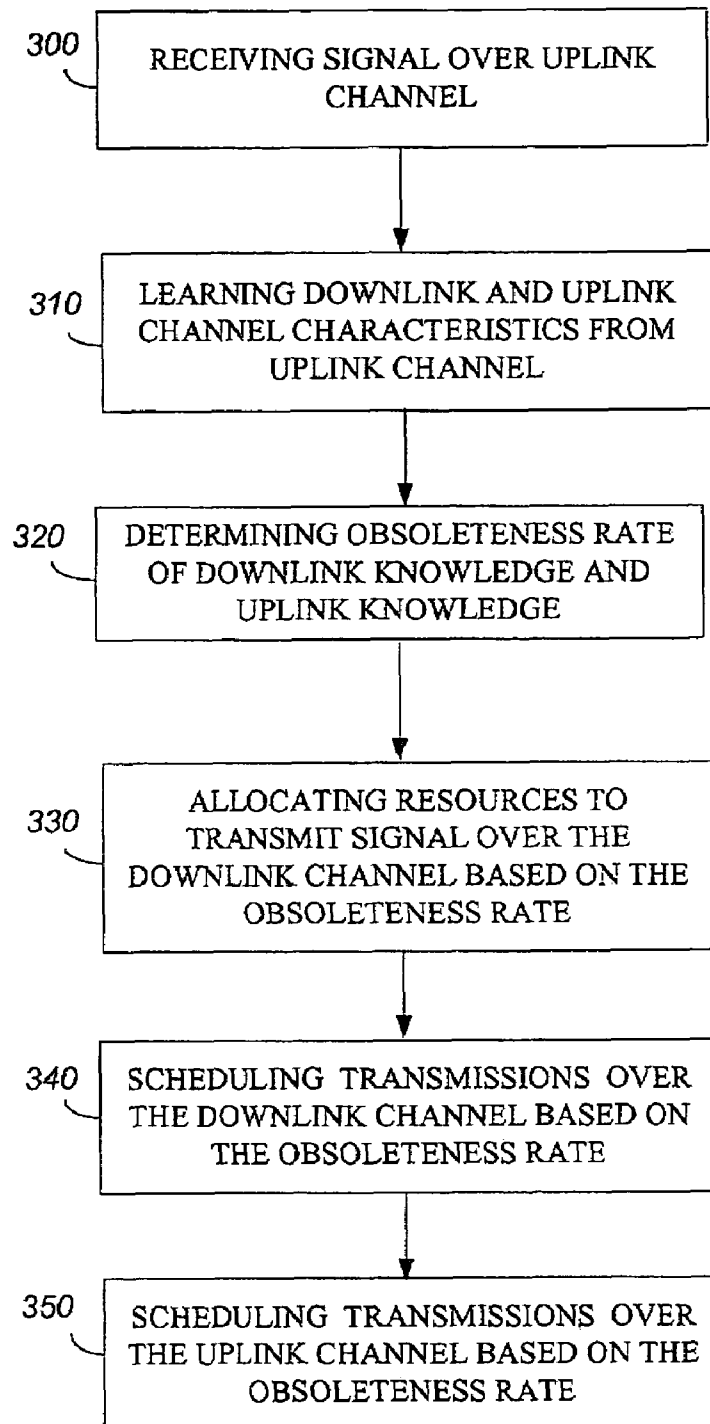 300
RECEIVING SIGNAL OVER UPLINK
CHANNEL
310
LEARNING DOWNLINK AND UPLINK
CHANNEL CHARACTERISTICS FROM
UPLINK CHANNEL
320
DETERMINING OBSOLETENESS RATE
OF DOWNLINK KNOWLEDGE AND
UPLINK KNOWLEDGE
330
ALLOCATING RESOURCES TO
TRANSMIT SIGNAL OVER THE
DOWNLINK CHANNEL BASED ON THE
OBSOLETENESS RATE
340
SCHEDULING TRANSMISSIONS OVER
THE DOWNLINK CHANNEL BASED ON
THE OBSOLETENESS RATE
350
SCHEDULING TRANSMISSIONS OVER
THE UPLINK CHANNEL BASED ON THE
OBSOLETENESS RATE